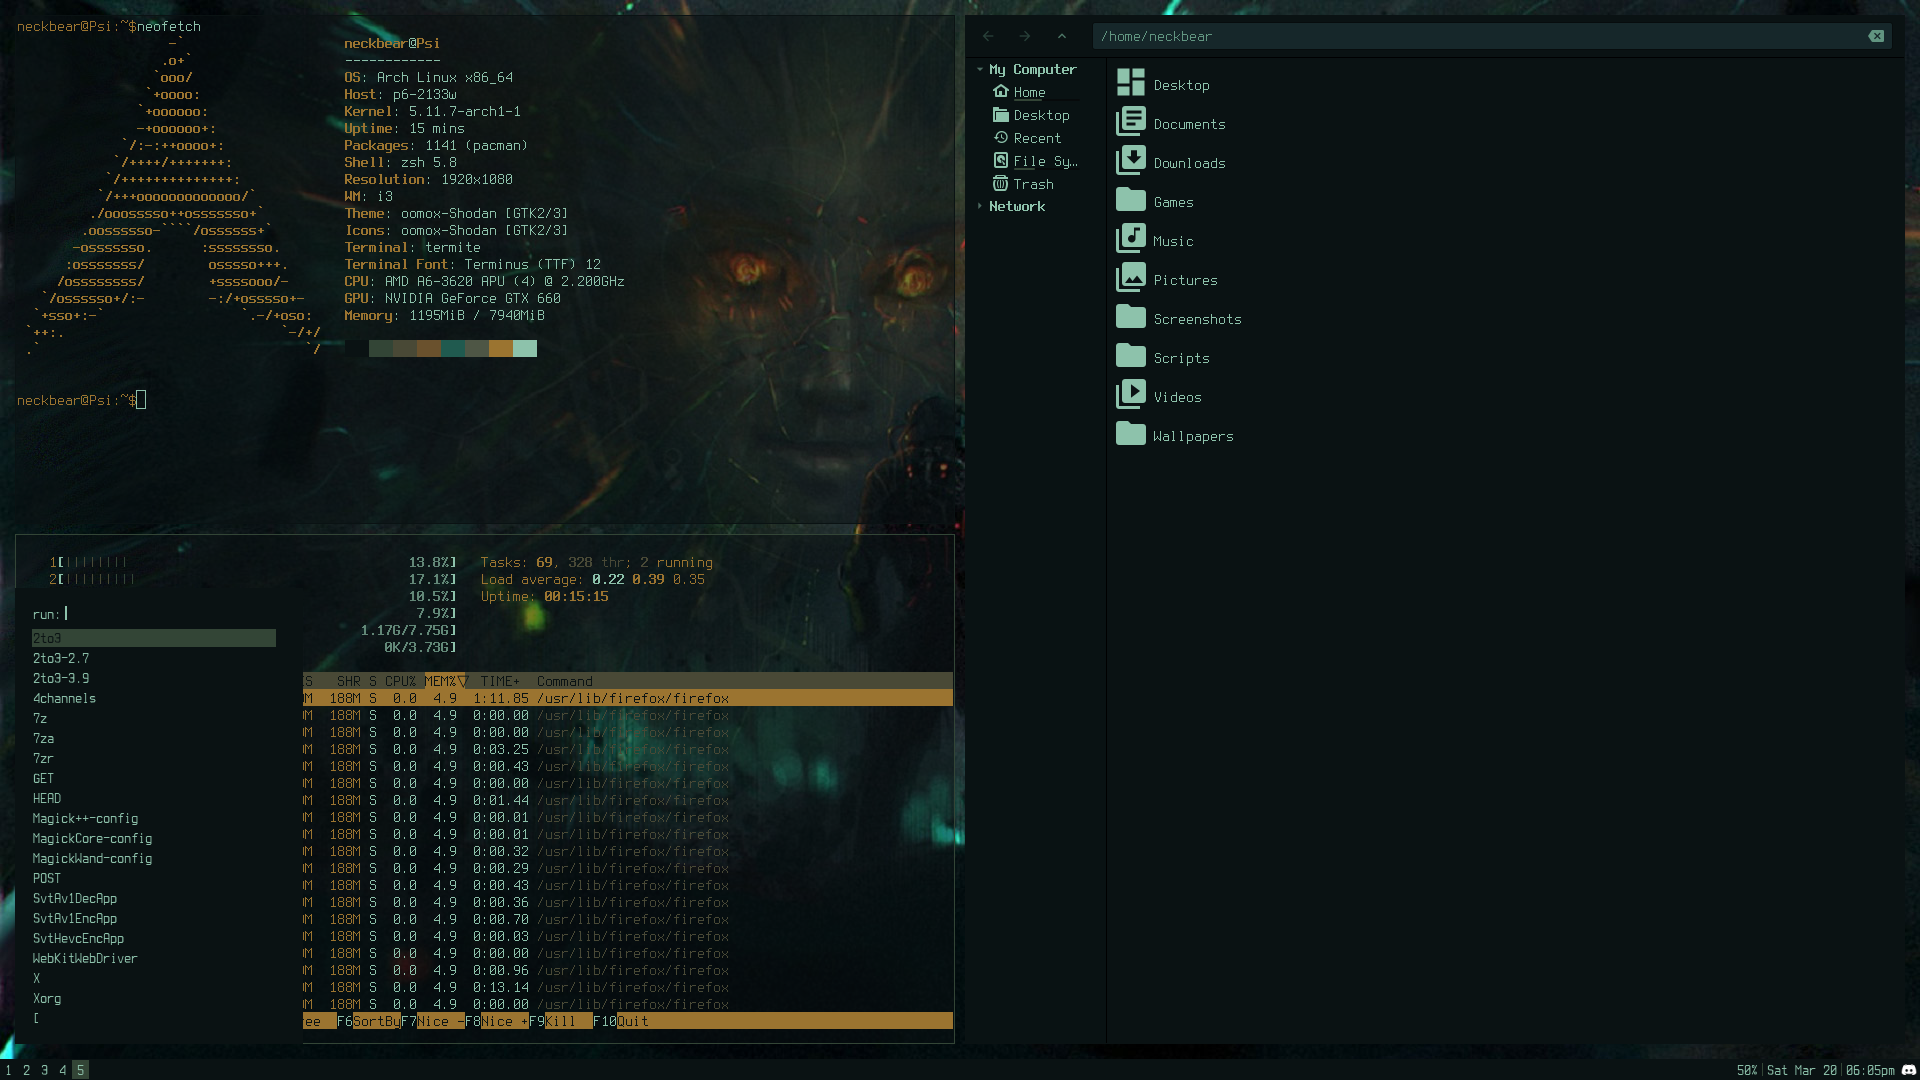 neckbear@Psi:~$neofetch
neckbear@Psi
------------
OS: Arch Linux x86_64
Host: p6-2133w
Kernel: 5.11.7-arch1-1
Uptime: 15 mins
Packages: 1141 (pacman)
Shell: zsh 5.8
Resolution: 1920x1080
WM: i3
Theme: oomox-Shodan [GTK2/3]
Icons: oomox-Shodan [GTK2/3]
Terminal: termite
Terminal Font: Terminus (TTF) 12
CPU: AMD A6-3620 APU (4) @ 2.200GHz
GPU: NVIDIA GeForce GTX 660
Memory: 1195MiB / 7940MiB
neckbear@Psi:~$
1[|||||||| 13.8%]
2[||||||||| 17.1%]
10.5%]
7.9%]
1.17G/7.75G]
0K/3.73G]
Tasks: 69, 328 thr; 2 running
Load average: 0.22 0.39 0.35
Uptime: 00:15:15
run:
2to3
2to3-2.7
2to3-3.9
4channels
7z
7za
7zr
GET
HEAD
Magick++-config
MagickCore-config
MagickWand-config
POST
SvtAv1DecApp
SvtAv1EncApp
SvtHevcEncApp
WebKitWebDriver
X
Xorg
[
S SHR S CPU% MEM%▽ TIME+ Command
M 188M S 0.0 4.9 1:11.85 /usr/lib/firefox/firefox
M 188M S 0.0 4.9 0:00.00 /usr/lib/firefox/firefox
M 188M S 0.0 4.9 0:00.00 /usr/lib/firefox/firefox
M 188M S 0.0 4.9 0:03.25 /usr/lib/firefox/firefox
M 188M S 0.0 4.9 0:00.43 /usr/lib/firefox/firefox
M 188M S 0.0 4.9 0:00.00 /usr/lib/firefox/firefox
M 188M S 0.0 4.9 0:01.44 /usr/lib/firefox/firefox
M 188M S 0.0 4.9 0:00.01 /usr/lib/firefox/firefox
M 188M S 0.0 4.9 0:00.01 /usr/lib/firefox/firefox
M 188M S 0.0 4.9 0:00.32 /usr/lib/firefox/firefox
M 188M S 0.0 4.9 0:00.29 /usr/lib/firefox/firefox
M 188M S 0.0 4.9 0:00.43 /usr/lib/firefox/firefox
M 188M S 0.0 4.9 0:00.36 /usr/lib/firefox/firefox
M 188M S 0.0 4.9 0:00.70 /usr/lib/firefox/firefox
M 188M S 0.0 4.9 0:00.03 /usr/lib/firefox/firefox
M 188M S 0.0 4.9 0:00.00 /usr/lib/firefox/firefox
M 188M S 0.0 4.9 0:00.96 /usr/lib/firefox/firefox
M 188M S 0.0 4.9 0:13.14 /usr/lib/firefox/firefox
M 188M S 0.0 4.9 0:00.00 /usr/lib/firefox/firefox
ee F6SortByF7Nice -F8Nice +F9Kill F10Quit
/home/neckbear
My Computer
Home
Desktop
Recent
File Sy…
Trash
Network
Desktop
Documents
Downloads
Games
Music
Pictures
Screenshots
Scripts
Videos
Wallpapers
1 2 3 4 5
50% Sat Mar 20 06:05pm